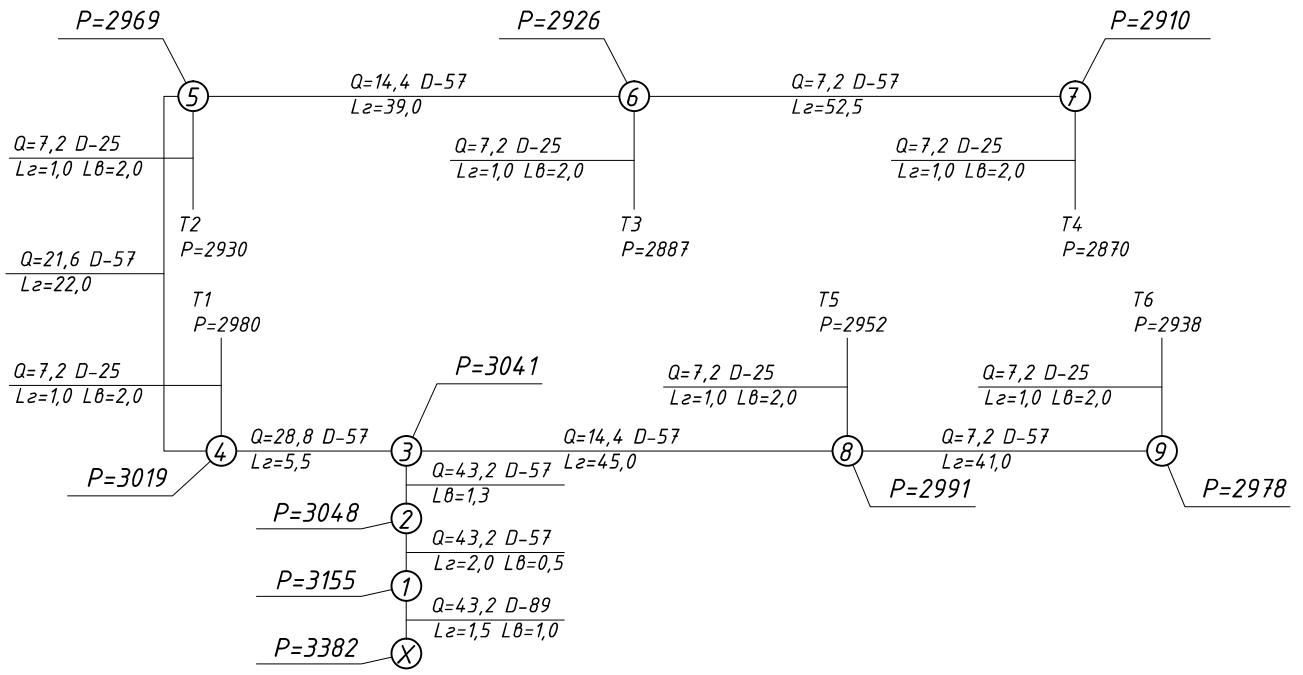 P=2969
P=2926
P=2910
5
Q=14,4 D-57
Lг=39,0
6
Q=7,2 D-57
Lг=52,5
7
Q=7,2 D-25
Lг=1,0 Lв=2,0
Q=7,2 D-25
Lг=1,0 Lв=2,0
Q=7,2 D-25
Lг=1,0 Lв=2,0
T2
P=2930
T3
P=2887
T4
P=2870
Q=21,6 D-57
Lг=22,0
T1
P=2980
T5
P=2952
T6
P=2938
Q=7,2 D-25
Lг=1,0 Lв=2,0
P=3041
Q=7,2 D-25
Lг=1,0 Lв=2,0
Q=7,2 D-25
Lг=1,0 Lв=2,0
4
Q=28,8 D-57
Lг=5,5
3
Q=14,4 D-57
Lг=45,0
8
Q=7,2 D-57
Lг=41,0
9
P=3019
Q=43,2 D-57
Lв=1,3
P=2991
P=2978
P=3048
2
Q=43,2 D-57
Lг=2,0 Lв=0,5
P=3155
1
Q=43,2 D-89
Lг=1,5 Lв=1,0
P=3382
X